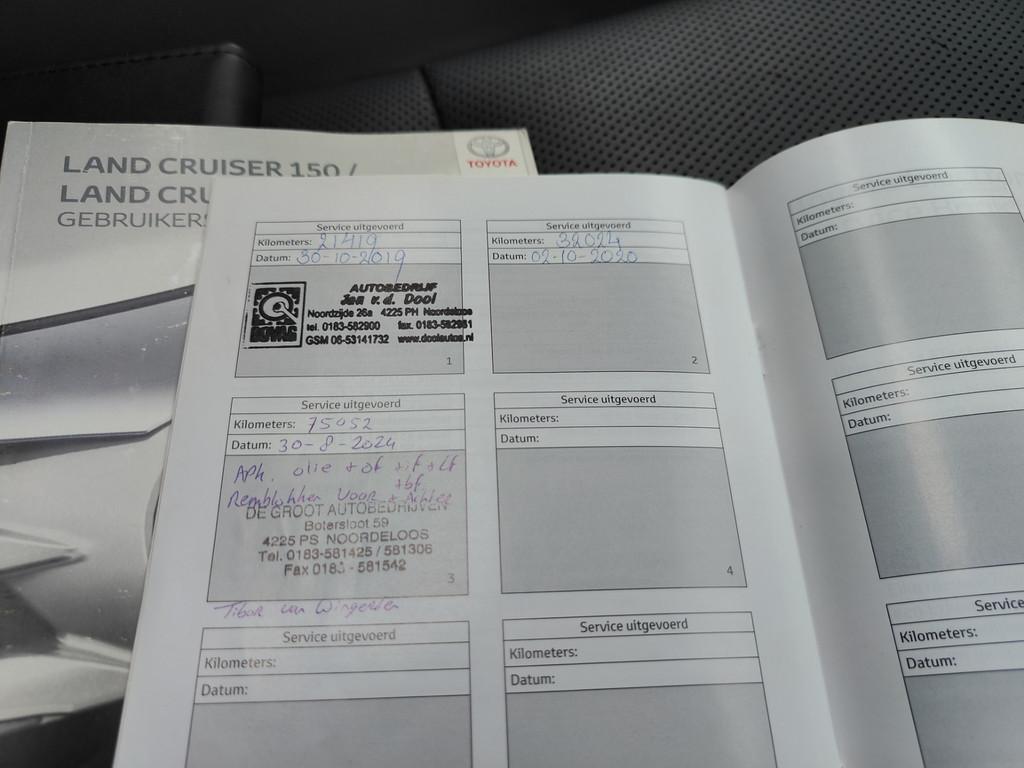 LAND CRUISER 150 /
LAND CRU
GEBRUIKERS
TOYOTA
Service uitgevoerd
Kilometers: 21419
Datum: 30-10-2019
AUTOBEDRIJF
Jan v.d. Dool
Noordzijde 26a 4225 PH Noordeloos
tel. 0183-582900 fax. 0183-582981
GSM 06-53141732 www.doolautos.nl
BOVAG
1
Service uitgevoerd
Kilometers: 32024
Datum: 02-10-2020
2
Service uitgevoerd
Kilometers: 75052
Datum: 30-8-2024
APK. olie + of + if + lf
+ bf
Remblokken Voor + Achter
DE GROOT AUTOBEDRIJVEN
Botersloot 59
4225 PS NOORDELOOS
Tel. 0183-581425 / 581306
Fax 0183 - 581542
3
Tibor van Wingerden
Service uitgevoerd
Kilometers:
Datum:
4
Service uitgevoerd
Kilometers:
Datum:
Service uitgevoerd
Kilometers:
Datum:
Service uitgevoerd
Kilometers:
Datum:
Service uitgevoerd
Kilometers:
Datum:
Service
Kilometers:
Datum: